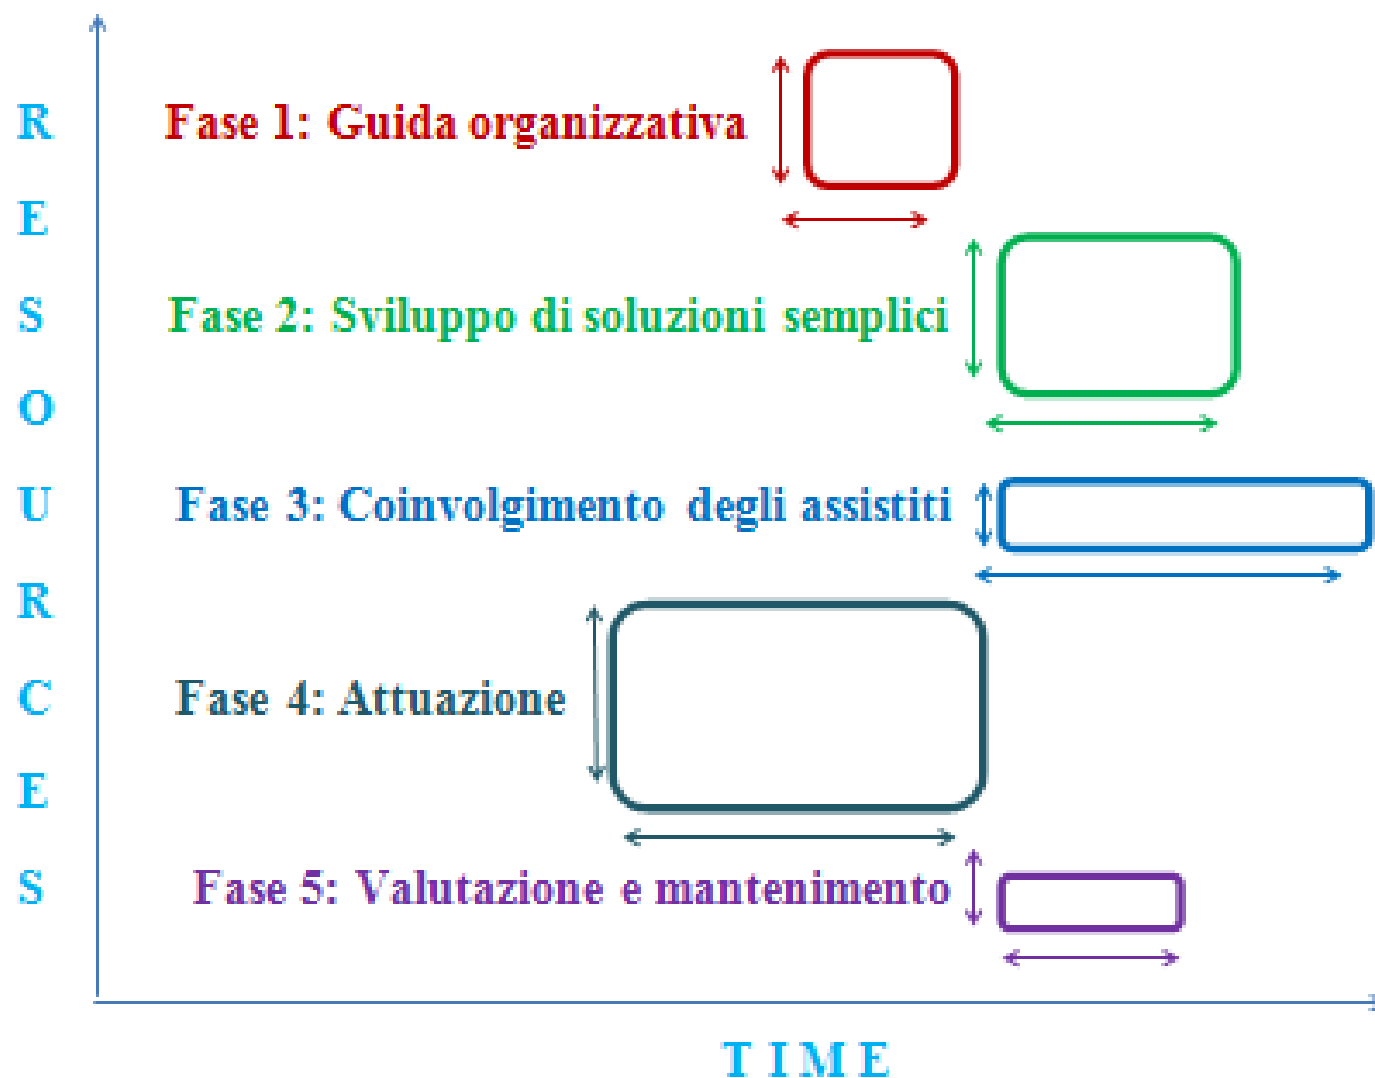 RESOURCES
Fase 1: Guida organizzativa
Fase 2: Sviluppo di soluzioni semplici
Fase 3: Coinvolgimento degli assistiti
Fase 4: Attuazione
Fase 5: Valutazione e mantenimento
TIME